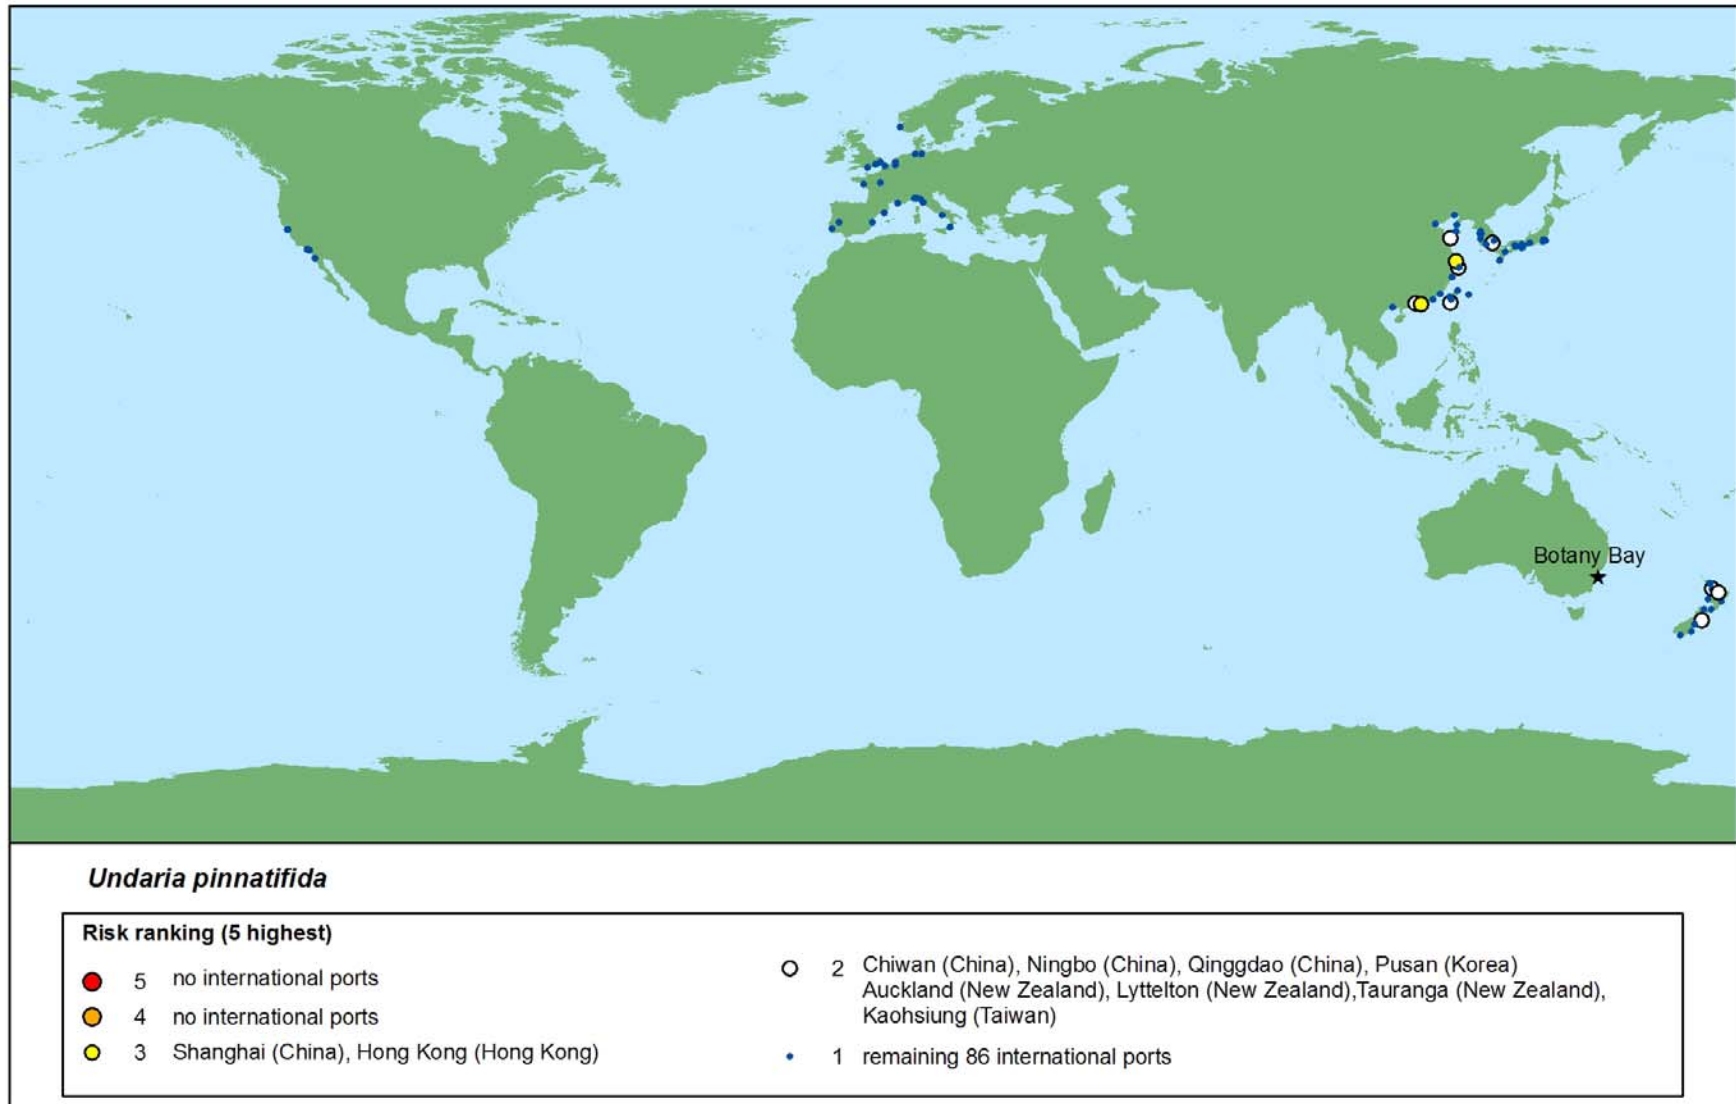 Botany Bay
Undaria pinnatifida
Risk ranking (5 highest)
5 no international ports
4 no international ports
3 Shanghai (China), Hong Kong (Hong Kong)
2 Chiwan (China), Ningbo (China), Qinggdao (China), Pusan (Korea)
Auckland (New Zealand), Lyttelton (New Zealand),Tauranga (New Zealand),
Kaohsiung (Taiwan)
1 remaining 86 international ports